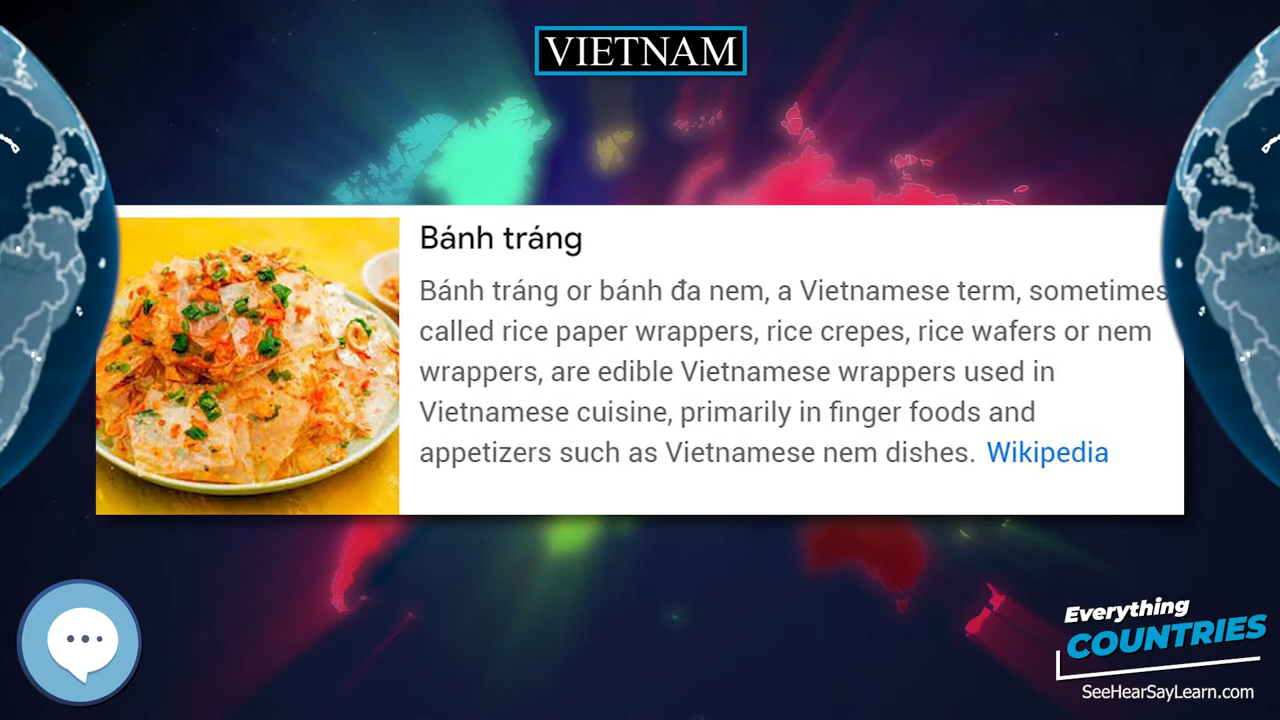 VIETNAM
Bánh tráng
Bánh tráng or bánh đa nem, a Vietnamese term, sometimes
called rice paper wrappers, rice crepes, rice wafers or nem
wrappers, are edible Vietnamese wrappers used in
Vietnamese cuisine, primarily in finger foods and
appetizers such as Vietnamese nem dishes. Wikipedia
Everything
COUNTRIES
SeeHearSayLearn.com